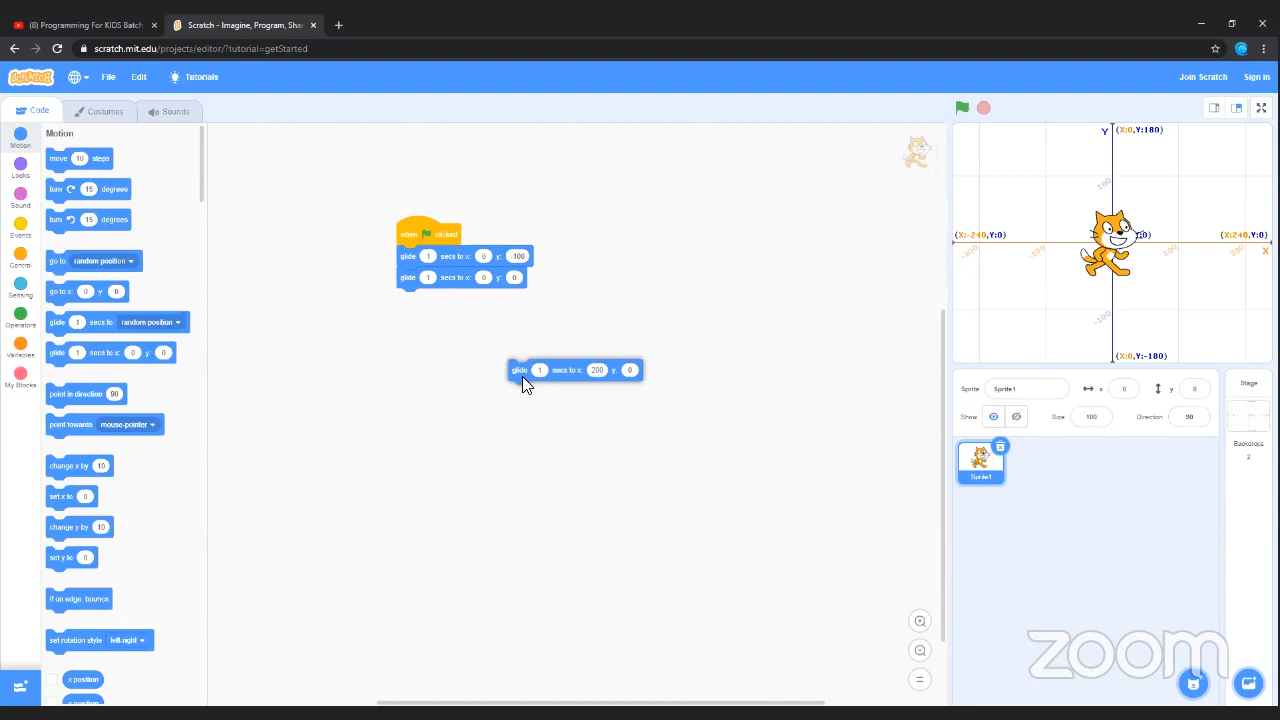 (8) Programming For KIDS Batch
Scratch - Imagine, Program, Sha
scratch.mit.edu/projects/editor/?tutorial=getStarted
SCRATCH
File
Edit
Tutorials
Join Scratch
Sign in
Code
Costumes
Sounds
Motion
Looks
Sound
Events
Control
Sensing
Operators
Variables
My Blocks
Motion
move 10 steps
turn 15 degrees
turn 15 degrees
go to random position
go to x: 0 y: 0
glide 1 secs to random position
glide 1 secs to x: 0 y: 0
point in direction 90
point towards mouse-pointer
change x by 10
set x to 0
change y by 10
set y to 0
if on edge, bounce
set rotation style left-right
x position
when clicked
glide 1 secs to x: 0 y: -100
glide 1 secs to x: 0 y: 0
glide 1 secs to x: 200 y: 0
Y
(X:0,Y:180)
100
(X:-240,Y:0)
(X:240,Y:0)
-200
100
200
X
-100
(X:0,Y:-180)
Sprite
Sprite1
x
0
y
0
Show
Size
100
Direction
90
Sprite1
Stage
Backdrops
2
zoom